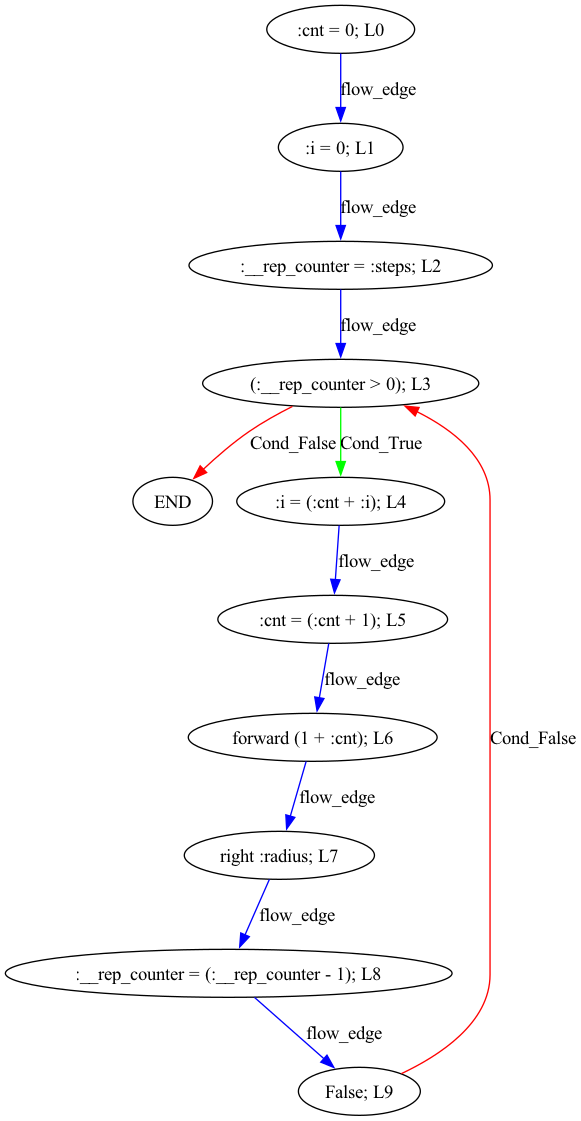 :cnt = 0; L0
flow_edge
:i = 0; L1
flow_edge
:__rep_counter = :steps; L2
flow_edge
(:__rep_counter > 0); L3
Cond_False
Cond_True
END
:i = (:cnt + :i); L4
flow_edge
:cnt = (:cnt + 1); L5
flow_edge
forward (1 + :cnt); L6
Cond_False
flow_edge
right :radius; L7
flow_edge
:__rep_counter = (:__rep_counter - 1); L8
flow_edge
False; L9